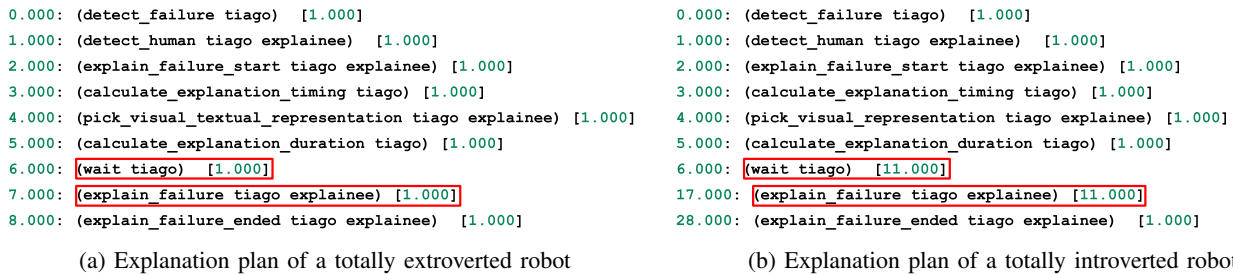 0.000: (detect_failure tiago) [1.000]
1.000: (detect_human tiago explainee) [1.000]
2.000: (explain_failure_start tiago explainee) [1.000]
3.000: (calculate_explanation_timing tiago) [1.000]
4.000: (pick_visual_textual_representation tiago explainee) [1.000]
5.000: (calculate_explanation_duration tiago) [1.000]
6.000: (wait tiago) [1.000]
7.000: (explain_failure tiago explainee) [1.000]
8.000: (explain_failure_ended tiago explainee) [1.000]
(a) Explanation plan of a totally extroverted robot
0.000: (detect_failure tiago) [1.000]
1.000: (detect_human tiago explainee) [1.000]
2.000: (explain_failure_start tiago explainee) [1.000]
3.000: (calculate_explanation_timing tiago) [1.000]
4.000: (pick_visual_representation tiago explainee) [1.000]
5.000: (calculate_explanation_duration tiago) [1.000]
6.000: (wait tiago) [11.000]
17.000: (explain_failure tiago explainee) [11.000]
28.000: (explain_failure_ended tiago explainee) [1.000]
(b) Explanation plan of a totally introverted robot